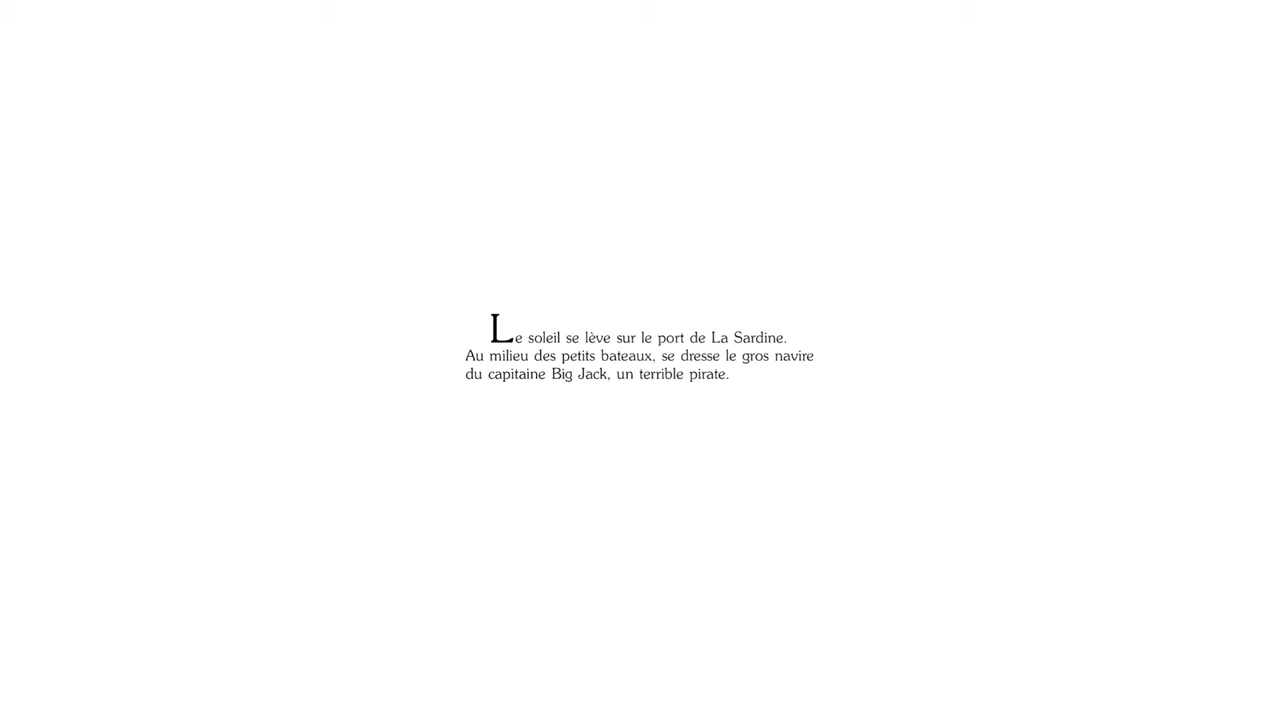 Le soleil se lève sur le port de La Sardine.
Au milieu des petits bateaux, se dresse le gros navire
du capitaine Big Jack, un terrible pirate.